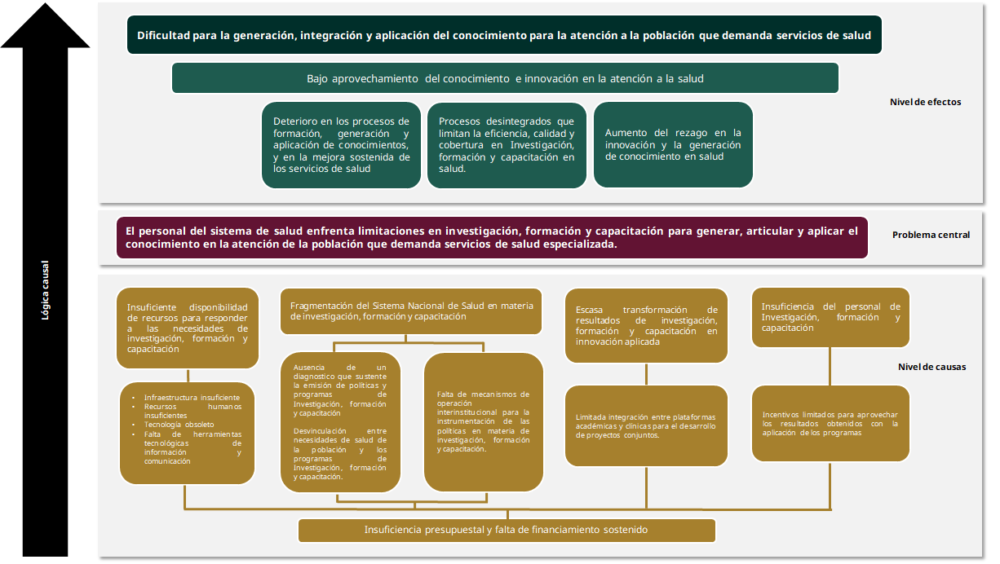 Dificultad para la generación, integración y aplicación del conocimiento para la atención a la población que demanda servicios de salud
Bajo aprovechamiento del conocimiento e innovación en la atención a la salud
Nivel de efectos
Deterioro en los procesos de
formación, generación y
aplicación de conocimientos,
y en la mejora sostenida de
los servicios de salud
Procesos desintegrados que
limitan la eficiencia, calidad y
cobertura en Investigación,
formación y capacitación en
salud.
Aumento del rezago en la
innovación y la generación
de conocimiento en salud
El personal del sistema de salud enfrenta limitaciones en investigación, formación y capacitación para generar, articular y aplicar el
conocimiento en la atención de la población que demanda servicios de salud especializada.
Problema central
Lógica causal
Insuficiente disponibilidad
de recursos para responder
a las necesidades de
investigación, formación y
capacitación
Fragmentación del Sistema Nacional de Salud en materia
de investigación, formación y capacitación
Escasa transformación de
resultados de investigación,
formación y capacitación en
innovación aplicada
Insuficiencia del personal de
Investigación, formación y
capacitación
Nivel de causas
• Infraestructura insuficiente
• Recursos humanos
insuficientes
• Tecnología obsoleto
• Falta de herramientas
tecnológicas de
información y
comunicación
Ausencia de un
diagnostico que sustente
la emisión de políticas y
programas de
Investigación, formación
y capacitación
Desvinculación entre
necesidades de salud de
la población y los
programas de
Investigación, formación
y capacitación.
Falta de mecanismos de
operación
interinstitucional para la
instrumentación de las
políticas en materia de
investigación, formación
y capacitación.
Limitada integración entre plataformas
académicas y clínicas para el desarrollo
de proyectos conjuntos.
Incentivos limitados para aprovechar
los resultados obtenidos con la
aplicación de los programas
Insuficiencia presupuestal y falta de financiamiento sostenido